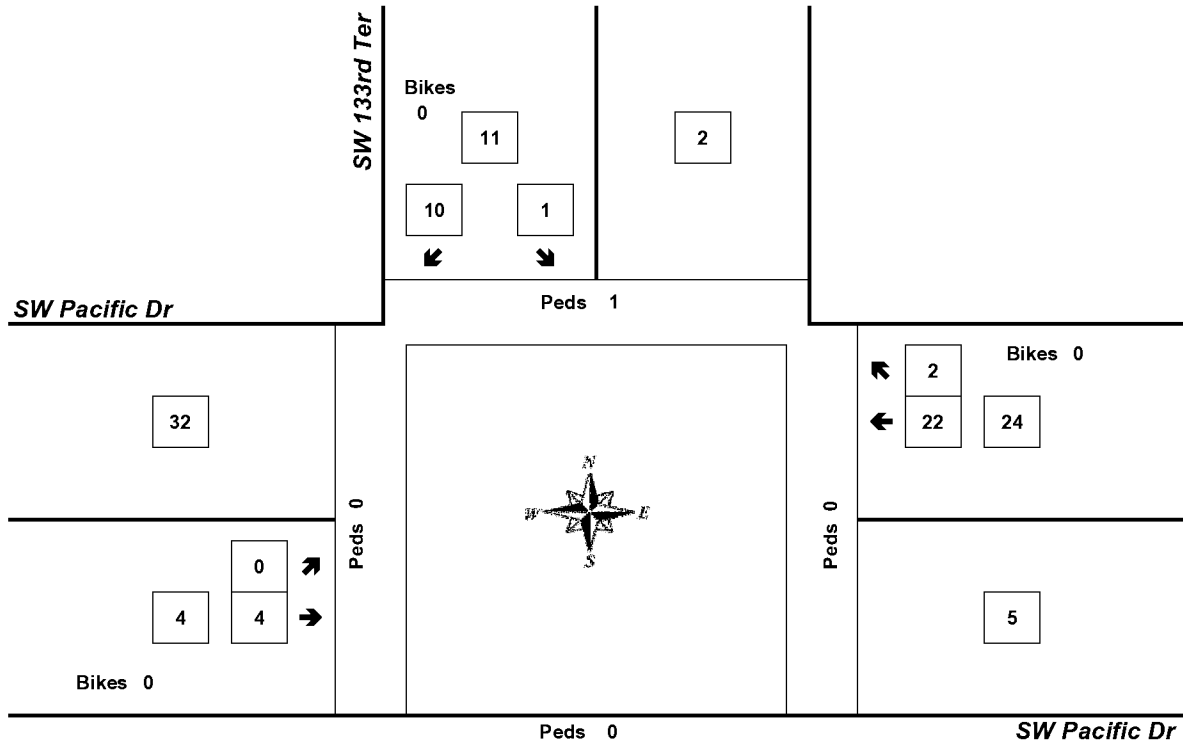 SW 133rd Ter
Bikes
0
11
2
10
1
Peds 1
SW Pacific Dr
Bikes 0
2
32
22
24
N
W
E
S
Peds 0
Peds 0
0
4
4
5
Bikes 0
Peds 0
SW Pacific Dr